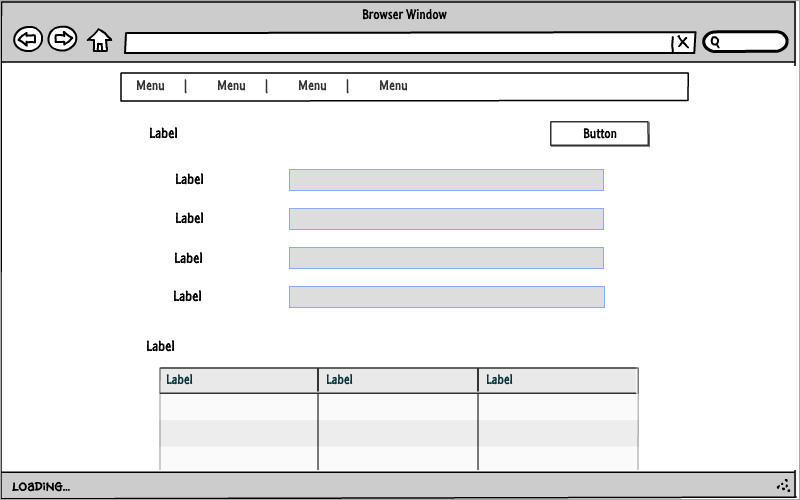 Browser Window
X
Menu | Menu | Menu | Menu
Label Button
Label
Label
Label
Label
Label
Label Label Label
LOADING...